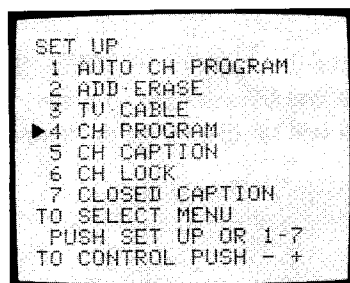 SET UP
1 AUTO CH PROGRAM
2 ADD·ERASE
3 TV CABLE
▶4 CH PROGRAM
5 CH CAPTION
6 CH LOCK
7 CLOSED CAPTION
TO SELECT MENU
PUSH SET UP OR 1-7
TO CONTROL PUSH - +